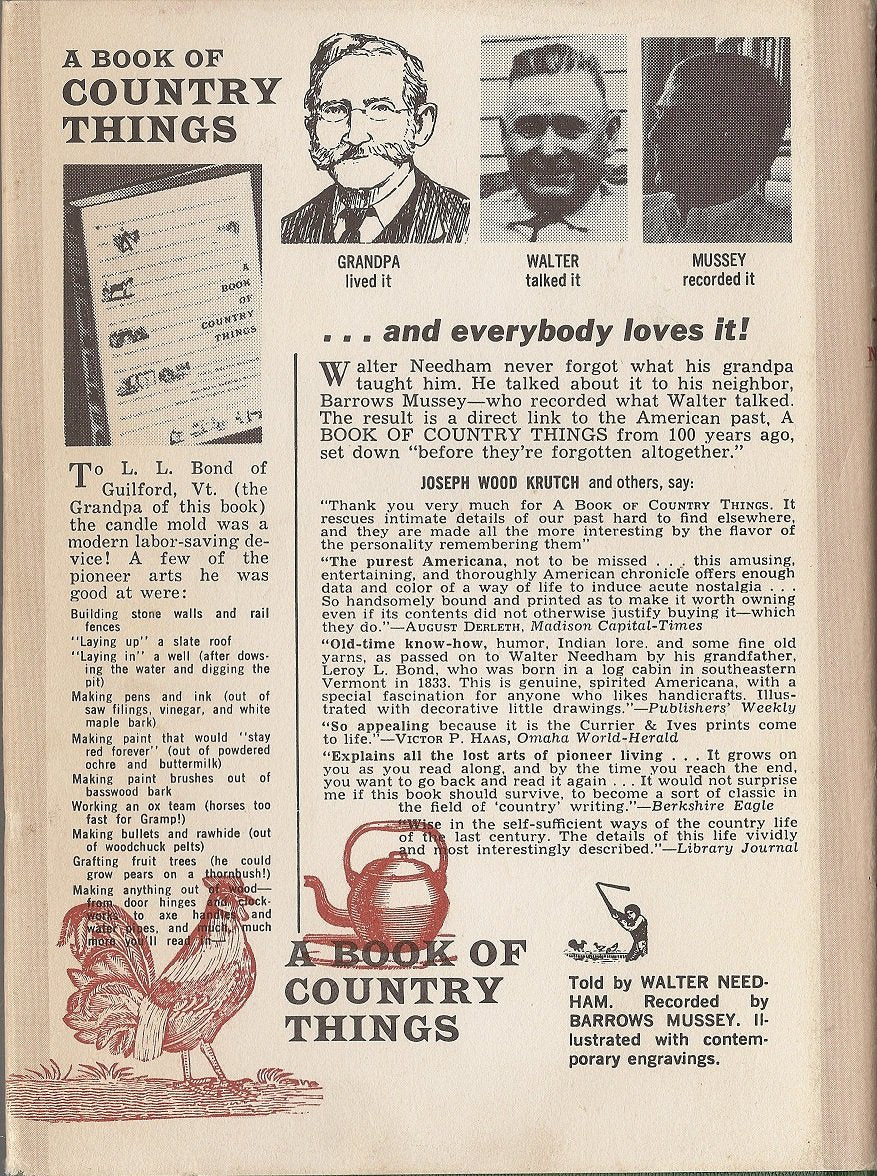 A BOOK OF
COUNTRY
THINGS
A
BOOK
OF
COUNTRY
THINGS
GRANDPA
lived it
WALTER
talked it
MUSSEY
recorded it
. . . and everybody loves it!
To L. L. Bond of
Guilford, Vt. (the
Grandpa of this book)
the candle mold was a
modern labor-saving de-
vice! A few of the
pioneer arts he was
good at were:
Building stone walls and rail
fences
"Laying up" a slate roof
"Laying in" a well (after dows-
ing the water and digging the
pit)
Making pens and ink (out of
saw filings, vinegar, and white
maple bark)
Making paint that would "stay
red forever" (out of powdered
ochre and buttermilk)
Making paint brushes out of
basswood bark
Working an ox team (horses too
fast for Gramp!)
Making bullets and rawhide (out
of woodchuck pelts)
Grafting fruit trees (he could
grow pears on a thornbush!)
Making anything out of wood—
from door hinges and clock-
works to axe handles and
water pipes, and much, much
more you'll read in—
Walter Needham never forgot what his grandpa
taught him. He talked about it to his neighbor,
Barrows Mussey—who recorded what Walter talked.
The result is a direct link to the American past, A
BOOK OF COUNTRY THINGS from 100 years ago,
set down "before they're forgotten altogether."
JOSEPH WOOD KRUTCH and others, say:
"Thank you very much for A BOOK OF COUNTRY THINGS. It
rescues intimate details of our past hard to find elsewhere,
and they are made all the more interesting by the flavor of
the personality remembering them"
"The purest Americana, not to be missed . . . this amusing,
entertaining, and thoroughly American chronicle offers enough
data and color of a way of life to induce acute nostalgia . . .
So handsomely bound and printed as to make it worth owning
even if its contents did not otherwise justify buying it—which
they do."—AUGUST DERLETH, Madison Capital-Times
"Old-time know-how, humor, Indian lore, and some fine old
yarns, as passed on to Walter Needham by his grandfather,
Leroy L. Bond, who was born in a log cabin in southeastern
Vermont in 1833. This is genuine, spirited Americana, with a
special fascination for anyone who likes handicrafts. Illus-
trated with decorative little drawings."—Publishers' Weekly
"So appealing because it is the Currier & Ives prints come
to life."—VICTOR P. HAAS, Omaha World-Herald
"Explains all the lost arts of pioneer living . . . It grows on
you as you read along, and by the time you reach the end,
you want to go back and read it again . . . It would not surprise
me if this book should survive, to become a sort of classic in
the field of 'country' writing."—Berkshire Eagle
"Wise in the self-sufficient ways of the country life
of the last century. The details of this life vividly
and most interestingly described."—Library Journal
A BOOK OF
COUNTRY
THINGS
Told by WALTER NEED-
HAM. Recorded by
BARROWS MUSSEY. Il-
lustrated with contem-
porary engravings.